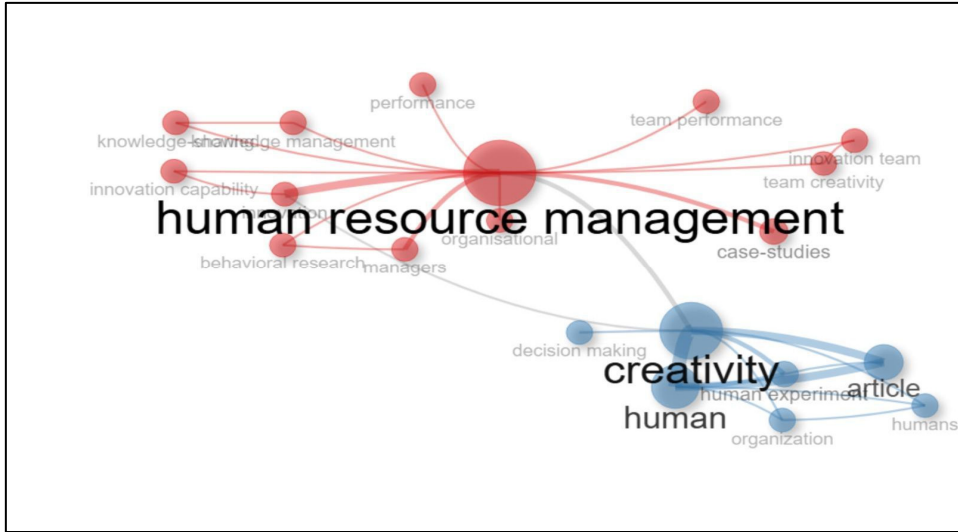 performance
team performance
knowledge-sharing
knowledge management
innovation team
team creativity
innovation capability
innovation
human resource management
organisational
case-studies
behavioral research
managers
decision making
creativity
human experiment
article
human
humans
organization